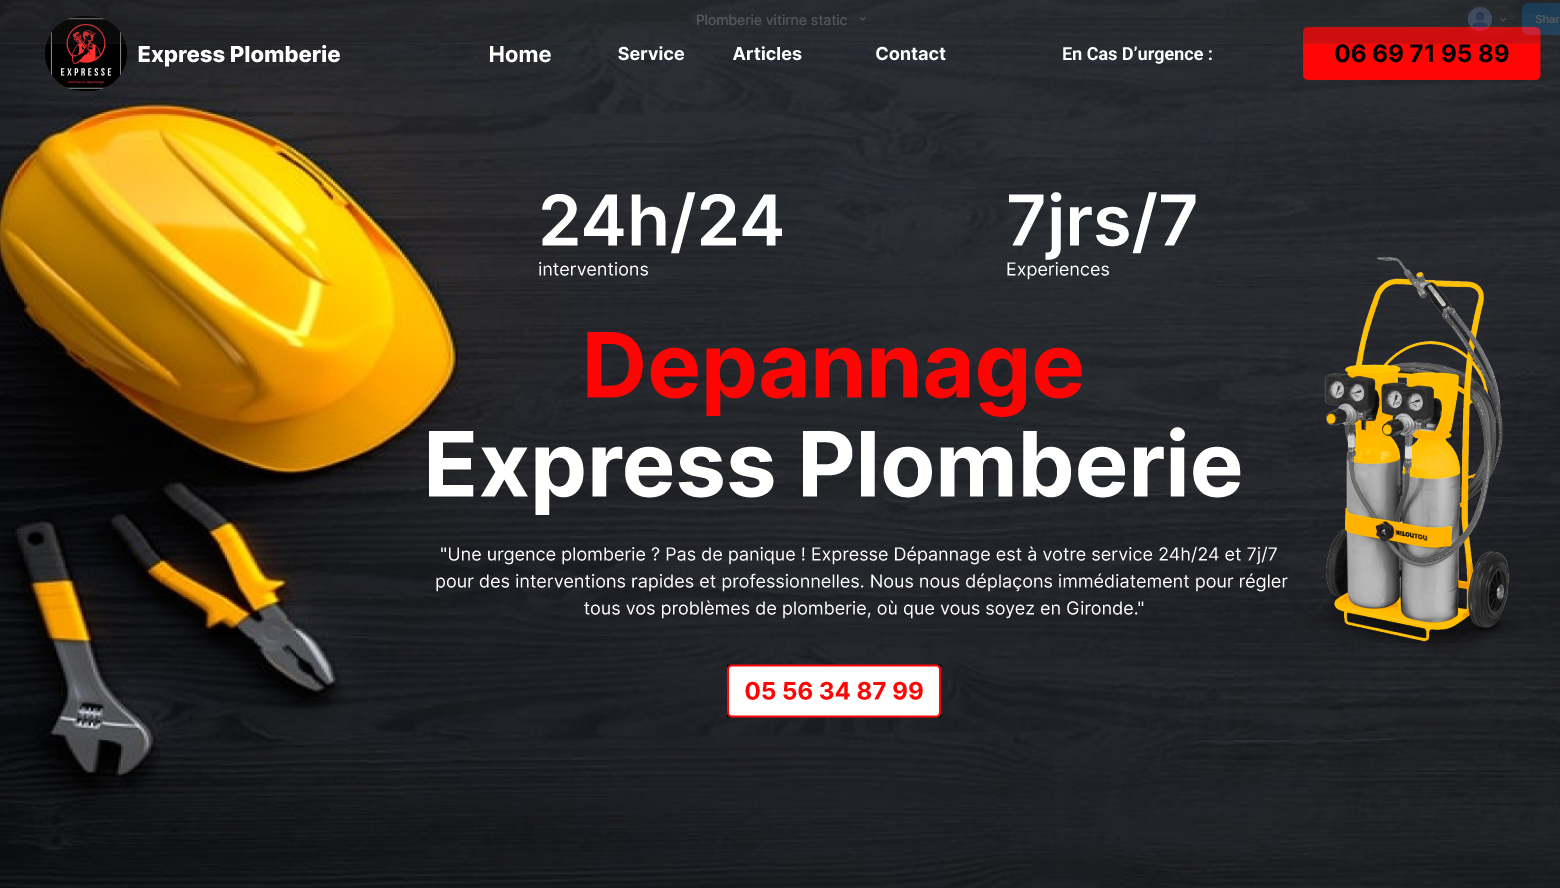 Plomberie vitirne static
Shar
EXPRESSE
Express Plomberie
Home
Service
Articles
Contact
En Cas D’urgence :
06 69 71 95 89
24h/24
interventions
7jrs/7
Experiences
Depannage
Express Plomberie
"Une urgence plomberie ? Pas de panique ! Expresse Dépannage est à votre service 24h/24 et 7j/7
pour des interventions rapides et professionnelles. Nous nous déplaçons immédiatement pour régler
tous vos problèmes de plomberie, où que vous soyez en Gironde."
KILOUTOU
05 56 34 87 99